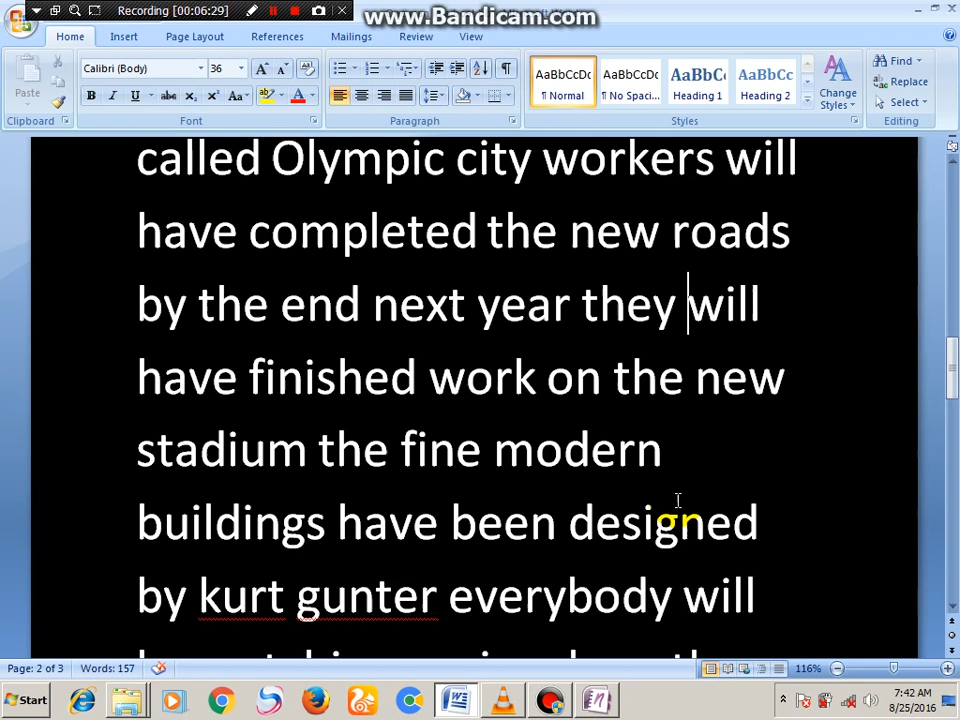 Recording [00:06:29]
www.Bandicam.com
Home Insert Page Layout References Mailings Review View
Calibri (Body) 36
Paste
B I U abc X₂ X² Aa
AaBbCcDc AaBbCcDc AaBbC AaBbCc
¶ Normal ¶ No Spaci... Heading 1 Heading 2
Change Styles
Find
Replace
Select
Clipboard Font Paragraph Styles Editing
called Olympic city workers will
have completed the new roads
by the end next year they will
have finished work on the new
stadium the fine modern
buildings have been designed
by kurt gunter everybody will
Page: 2 of 3 Words: 157 116%
Start 7:42 AM
8/25/2016